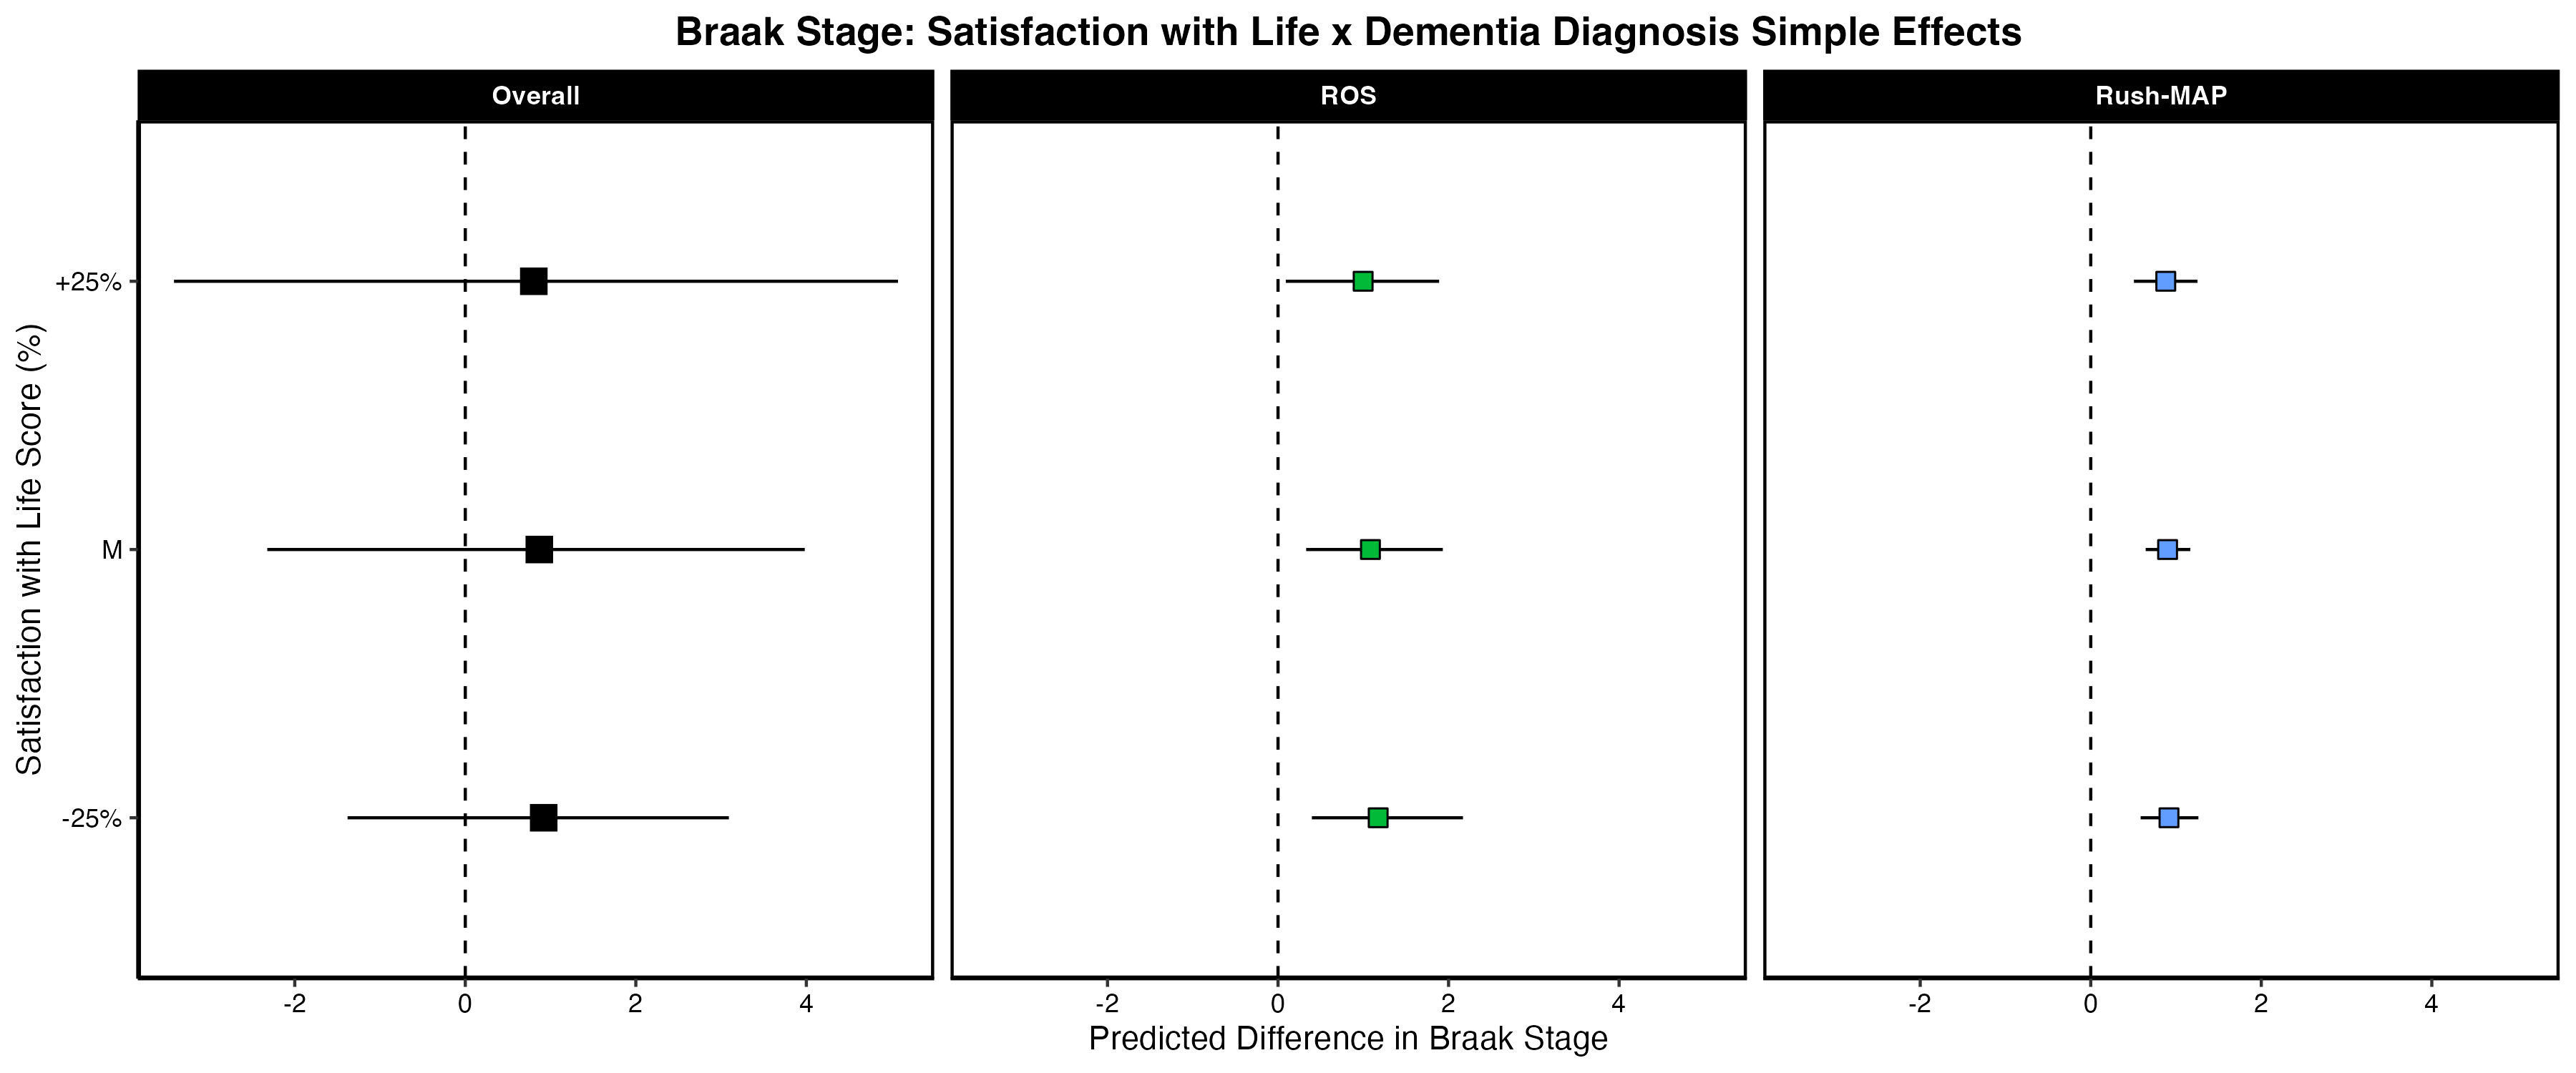 Braak Stage: Satisfaction with Life x Dementia Diagnosis Simple Effects
Overall
ROS
Rush-MAP
Satisfaction with Life Score (%)
+25%
M
-25%
-2 0 2 4
-2 0 2 4
-2 0 2 4
Predicted Difference in Braak Stage